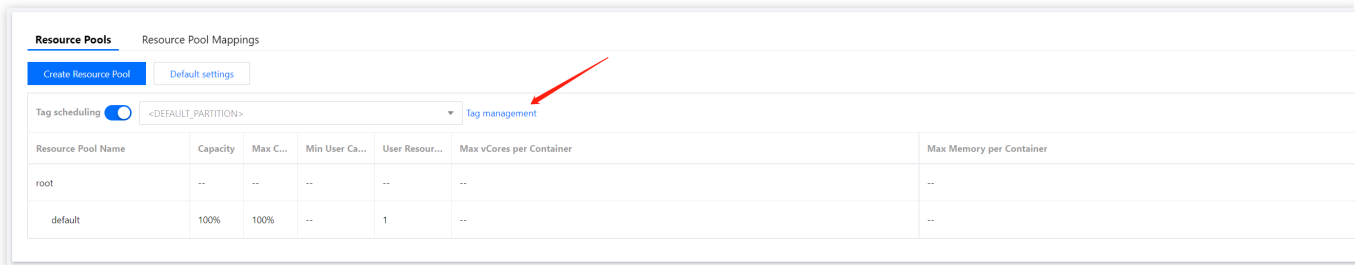 Resource Pools Resource Pool Mappings
Create Resource Pool Default settings
Tag scheduling <DEFAULT_PARTITION> Tag management
Resource Pool Name Capacity Max C... Min User Ca... User Resour... Max vCores per Container Max Memory per Container
root -- -- -- -- -- --
default 100% 100% -- 1 -- --